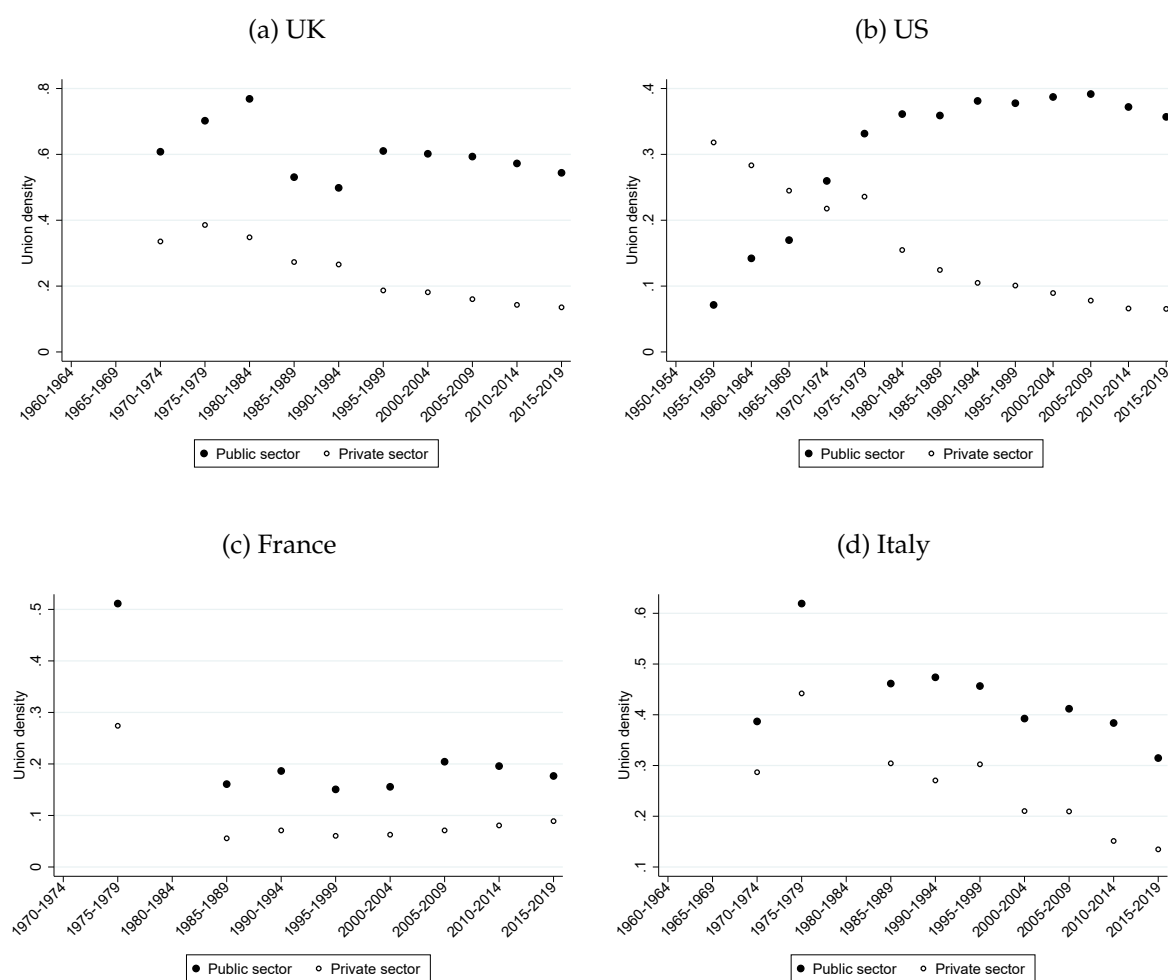 (a) UK
Union density
0 .2 .4 .6 .8
1960-1964 1965-1969 1970-1974 1975-1979 1980-1984 1985-1989 1990-1994 1995-1999 2000-2004 2005-2009 2010-2014 2015-2019
Public sector Private sector
(b) US
Union density
0 .1 .2 .3 .4
1950-1954 1955-1959 1960-1964 1965-1969 1970-1974 1975-1979 1980-1984 1985-1989 1990-1994 1995-1999 2000-2004 2005-2009 2010-2014 2015-2019
Public sector Private sector
(c) France
Union density
0 .1 .2 .3 .4 .5
1970-1974 1975-1979 1980-1984 1985-1989 1990-1994 1995-1999 2000-2004 2005-2009 2010-2014 2015-2019
Public sector Private sector
(d) Italy
Union density
.1 .2 .3 .4 .5 .6
1960-1964 1965-1969 1970-1974 1975-1979 1980-1984 1985-1989 1990-1994 1995-1999 2000-2004 2005-2009 2010-2014 2015-2019
Public sector Private sector